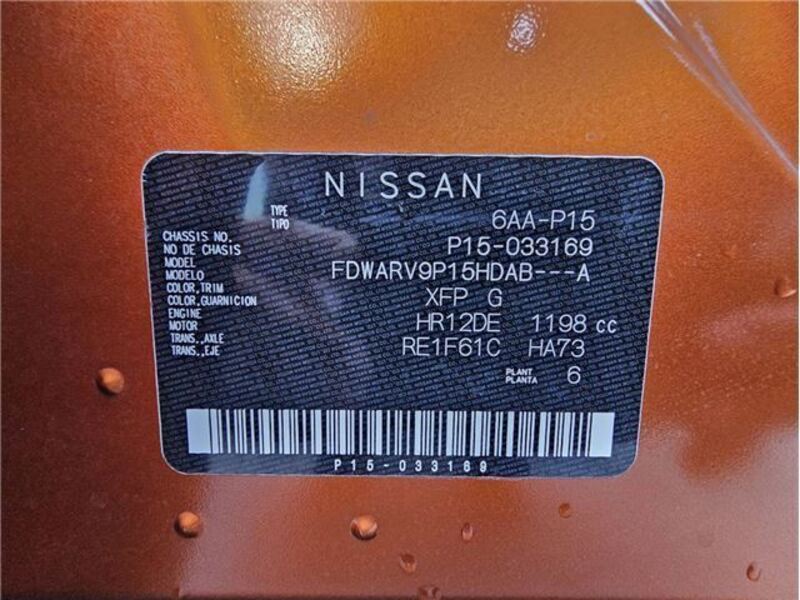 NISSAN
TYPE
TIPO
6AA-P15
CHASSIS NO.
NO DE CHASIS
P15-033169
MODEL
MODELO
FDWARV9P15HDAB---A
COLOR,TRIM
COLOR,GUARNICION
XFP G
ENGINE
MOTOR
HR12DE 1198 cc
TRANS.,AXLE
TRANS.,EJE
RE1F61C HA73
PLANT
PLANTA
6
P15-033169